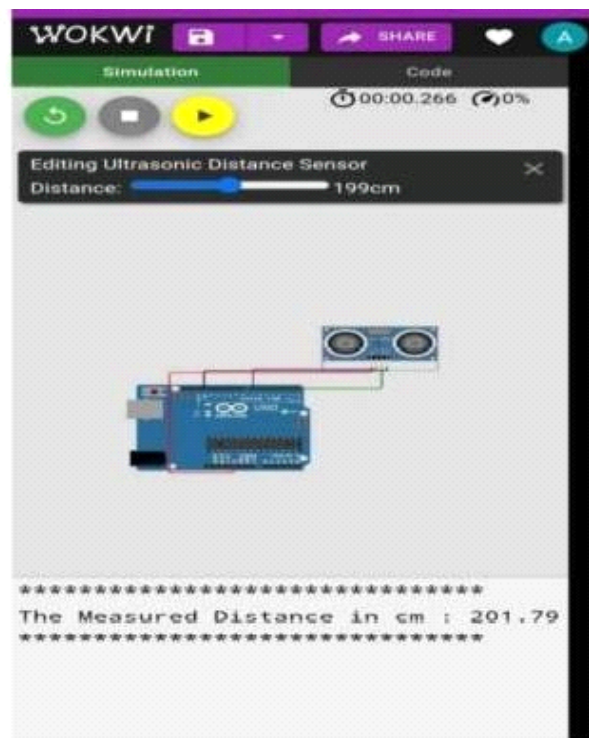 WOKWI SHARE A
Simulation Code
00:00.266 0%
Editing Ultrasonic Distance Sensor
Distance: 199cm
UNO
*******************************
The Measured Distance in cm : 201.79
*******************************